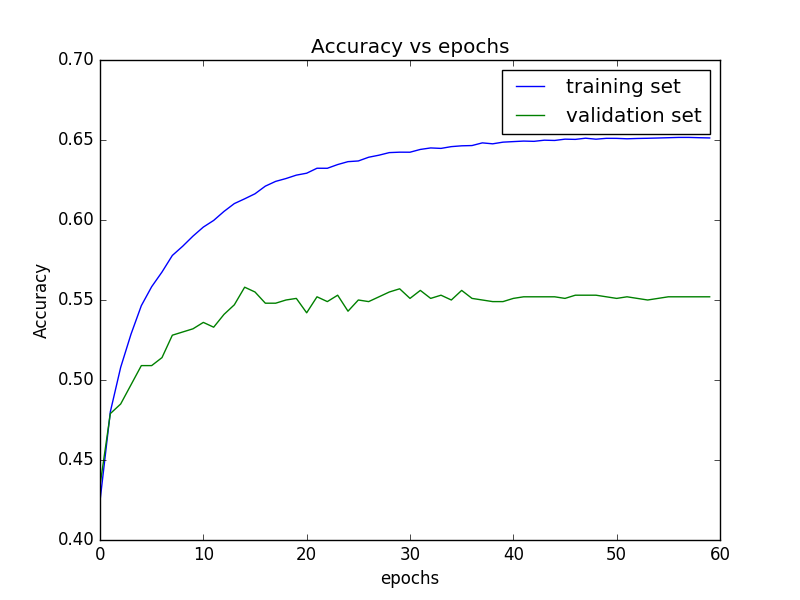 Accuracy vs epochs
training set
validation set
0.70
0.65
0.60
0.55
0.50
0.45
0.40
Accuracy
0 10 20 30 40 50 60
epochs